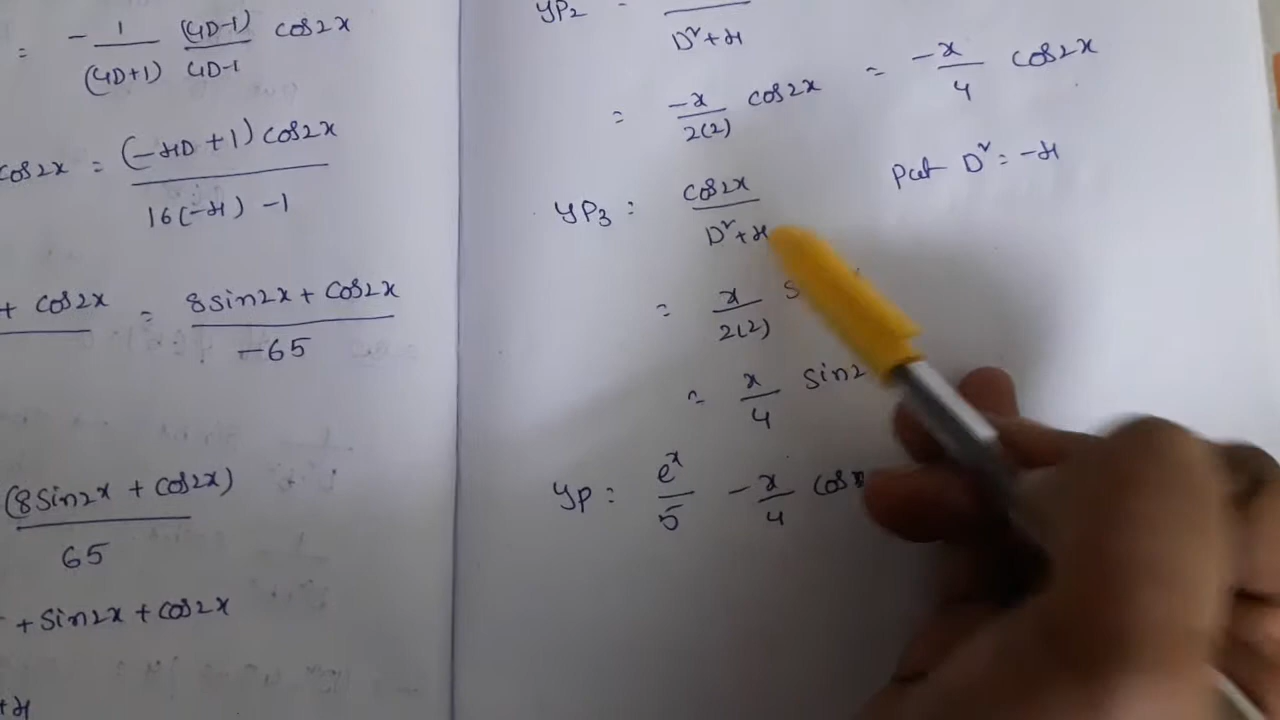 = - 1/(4D+1) (4D-1)/(4D-1) cos2x
cos2x = (-4D+1)cos2x / 16(-4) -1
+ cos2x = 8sin2x + cos2x / -65
(8sin2x + cos2x) / 65
+ sin2x + cos2x
+4
yp2 = / D²+4
= -x/2(2) cos2x = -x/4 cos2x
yp3 = cos2x / D²+4 put D² = -4
= x/2(2) s
= x/4 sin2
yp = e^x/5 - x/4 cos